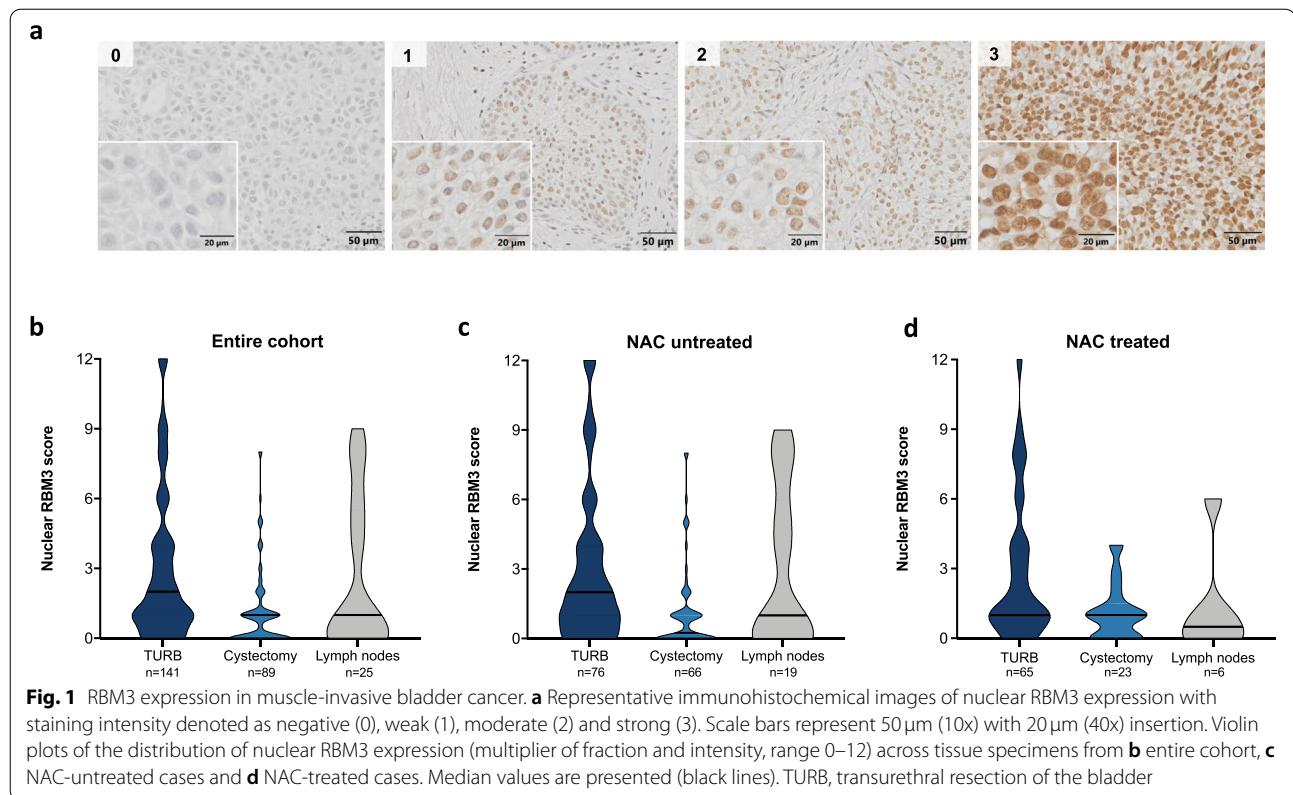 a
0
1
2
3
20 µm
50 µm
20 µm
50 µm
20 µm
50 µm
20 µm
50 µm
b
Entire cohort
Nuclear RBM3 score
12
9
6
3
0
TURB
n=141
Cystectomy
n=89
Lymph nodes
n=25
c
NAC untreated
Nuclear RBM3 score
12
9
6
3
0
TURB
n=76
Cystectomy
n=66
Lymph nodes
n=19
d
NAC treated
Nuclear RBM3 score
12
9
6
3
0
TURB
n=65
Cystectomy
n=23
Lymph nodes
n=6
Fig. 1 RBM3 expression in muscle-invasive bladder cancer. a Representative immunohistochemical images of nuclear RBM3 expression with
staining intensity denoted as negative (0), weak (1), moderate (2) and strong (3). Scale bars represent 50 µm (10x) with 20 µm (40x) insertion. Violin
plots of the distribution of nuclear RBM3 expression (multiplier of fraction and intensity, range 0–12) across tissue specimens from b entire cohort, c
NAC-untreated cases and d NAC-treated cases. Median values are presented (black lines). TURB, transurethral resection of the bladder